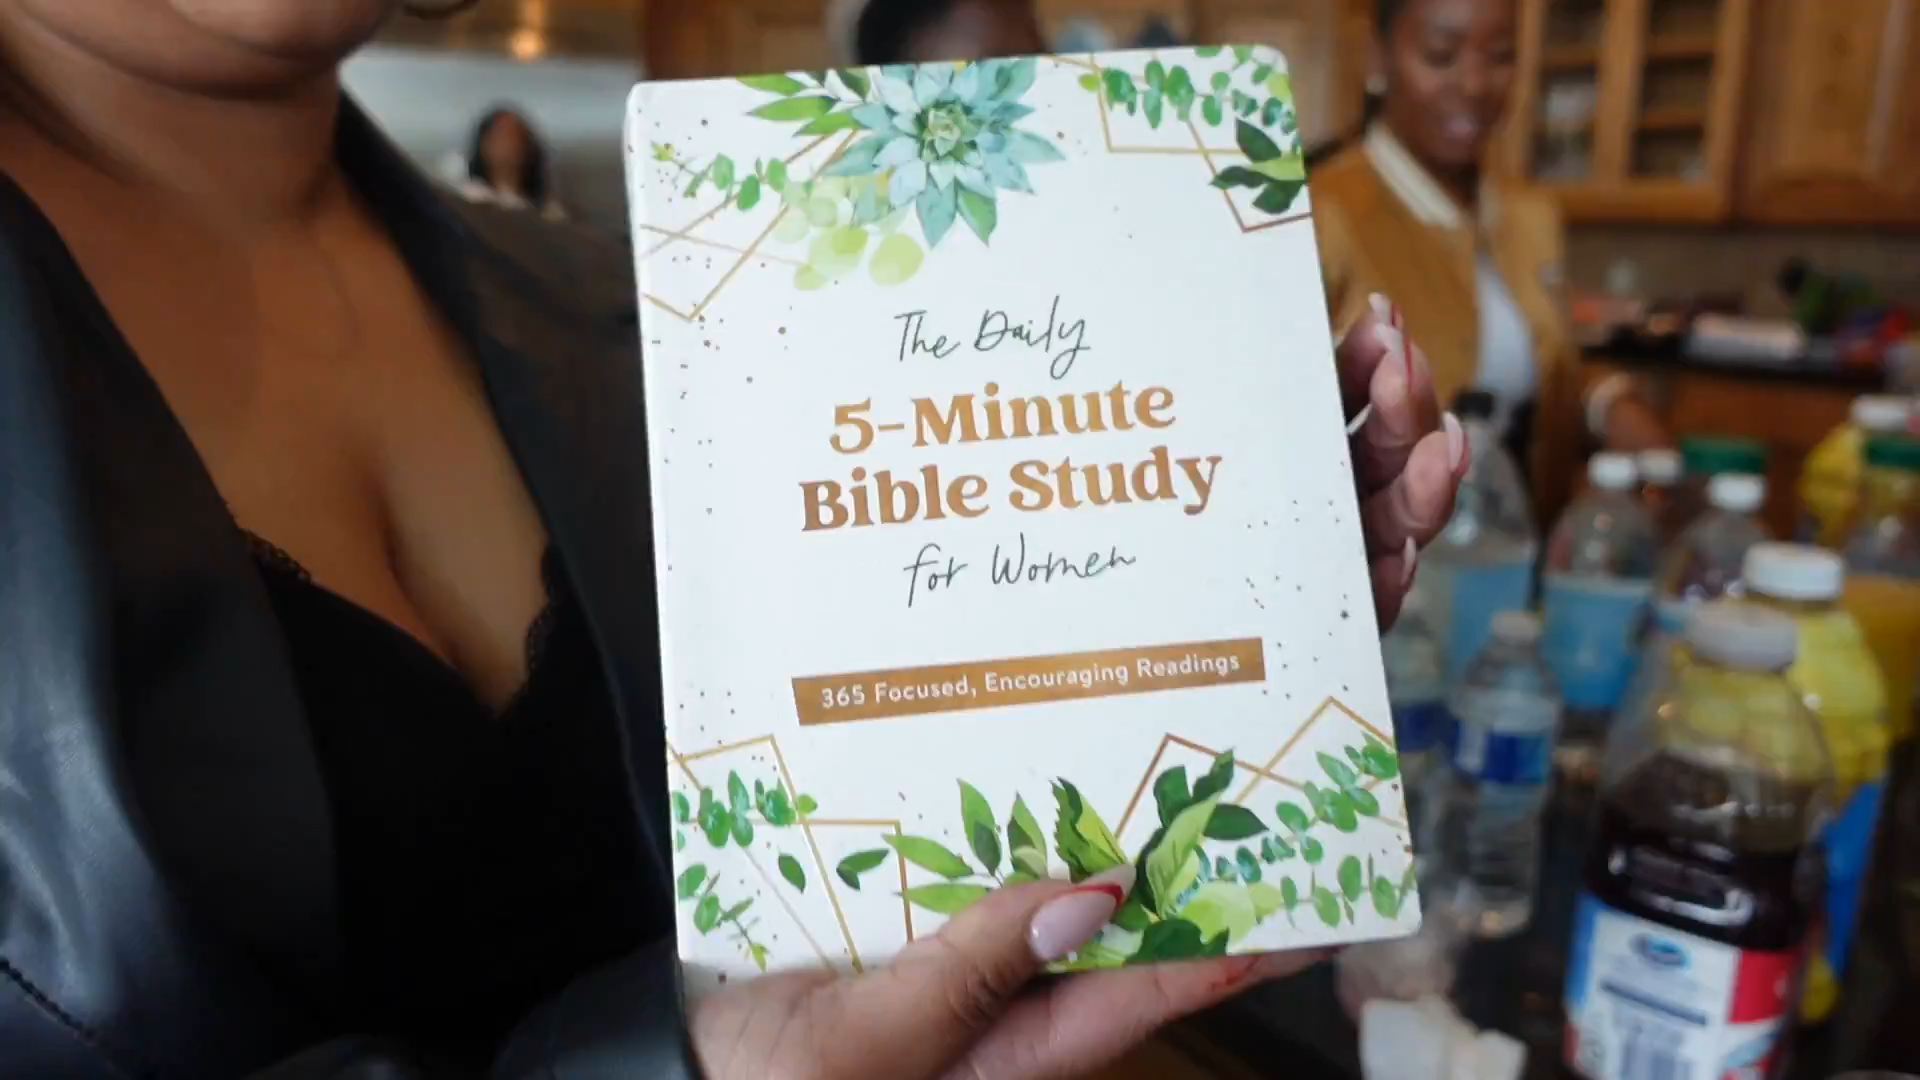 The Daily
5-Minute
Bible Study
for Women
365 Focused, Encouraging Readings